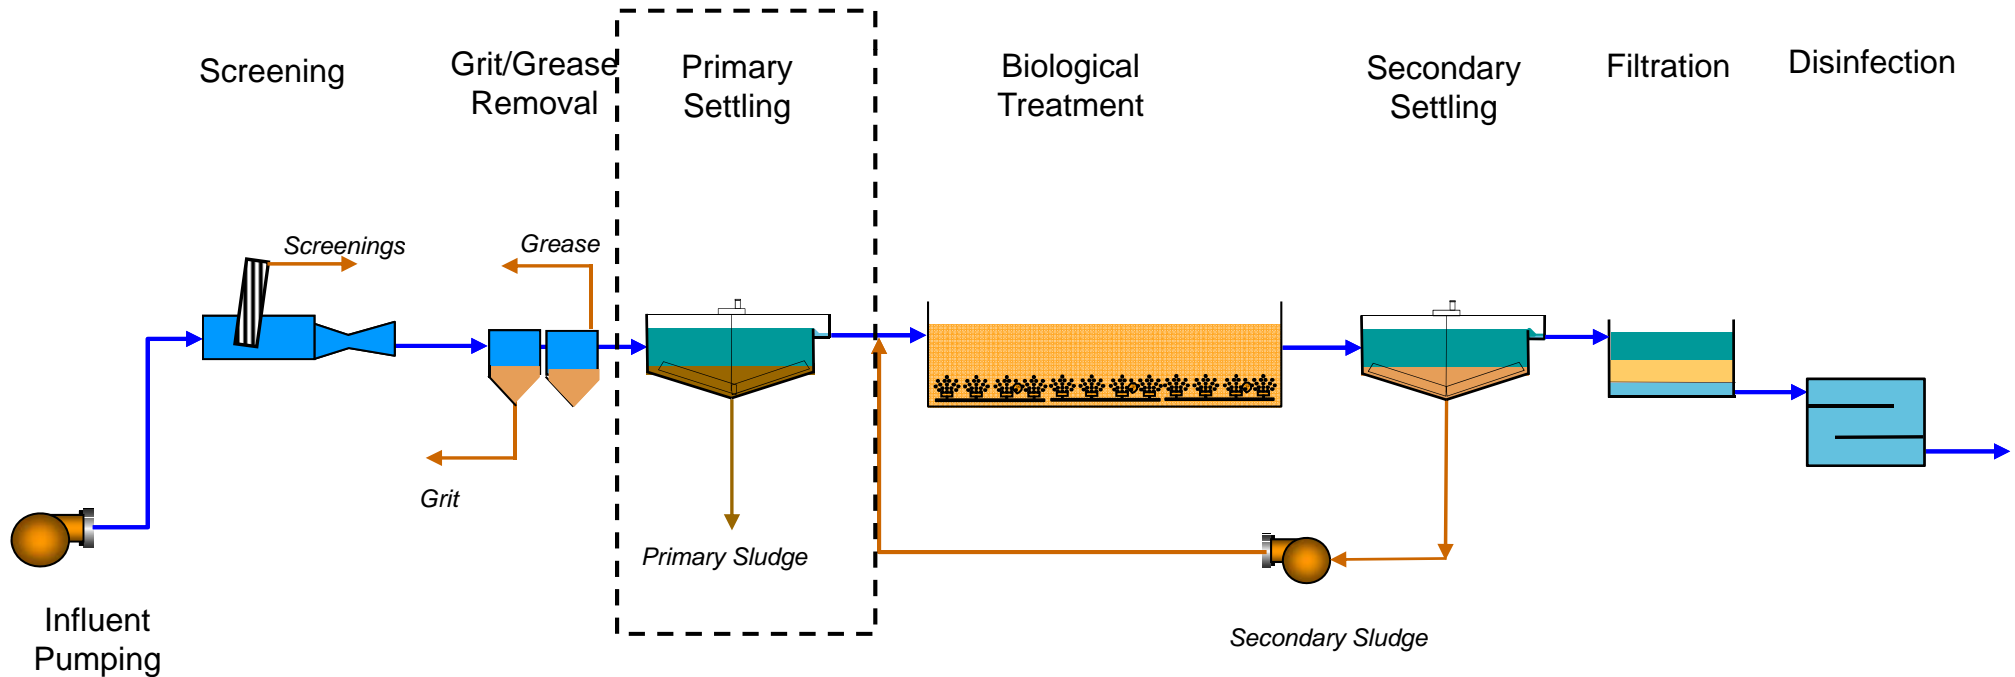 Screening
Grit/Grease
Removal
Primary
Settling
Biological
Treatment
Secondary
Settling
Filtration
Disinfection
Screenings
Grease
Grit
Primary Sludge
Influent
Pumping
Secondary Sludge